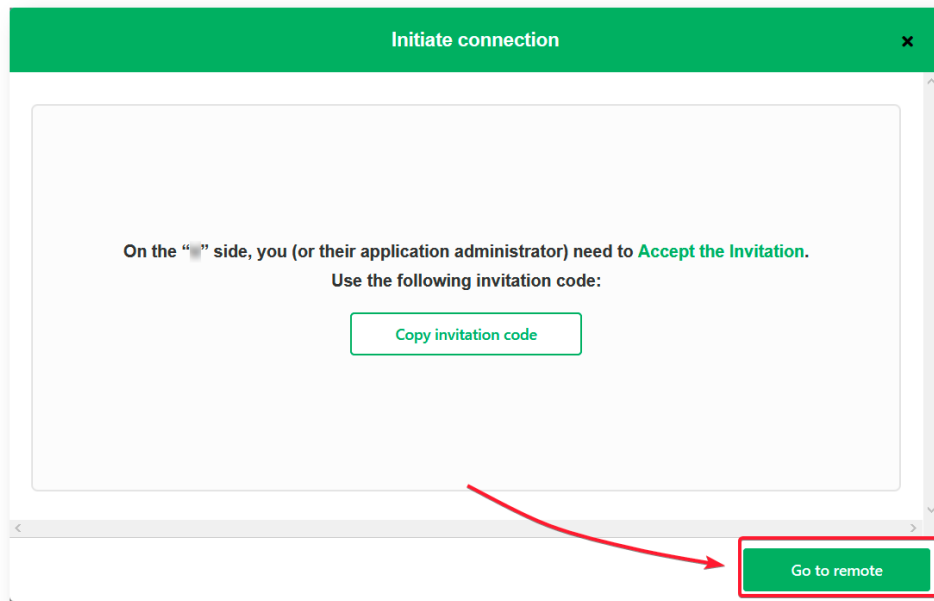 Initiate connection
On the “ ” side, you (or their application administrator) need to Accept the Invitation.
Use the following invitation code:
Copy invitation code
Go to remote